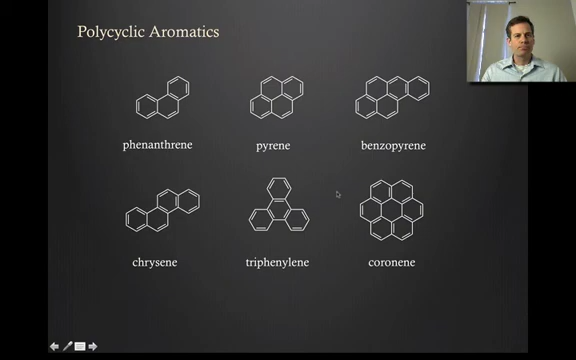 Polycyclic Aromatics
phenanthrene pyrene benzopyrene
chrysene triphenylene coronene